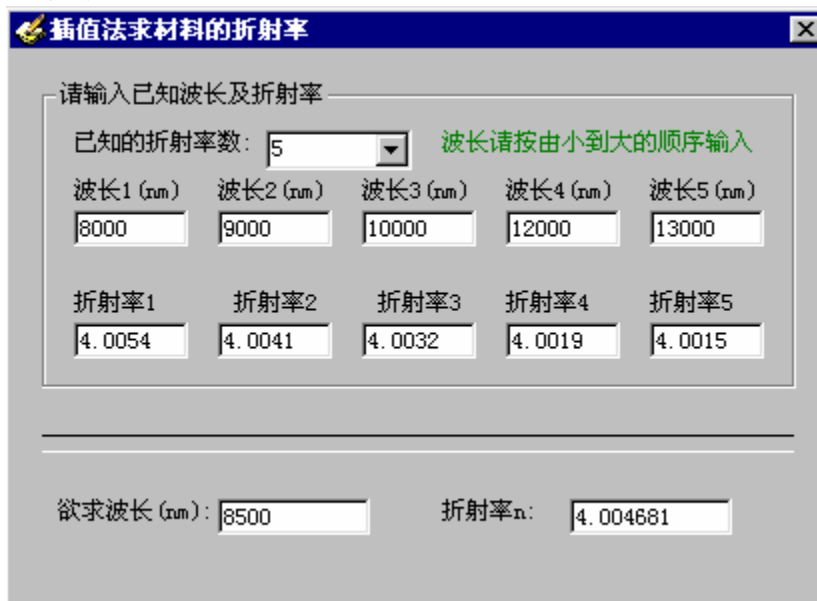 插值法求材料的折射率
请输入已知波长及折射率
已知的折射率数: 5 波长请按由小到大的顺序输入
波长1(nm) 波长2(nm) 波长3(nm) 波长4(nm) 波长5(nm)
8000 9000 10000 12000 13000
折射率1 折射率2 折射率3 折射率4 折射率5
4.0054 4.0041 4.0032 4.0019 4.0015
欲求波长(nm): 8500 折射率n: 4.004681